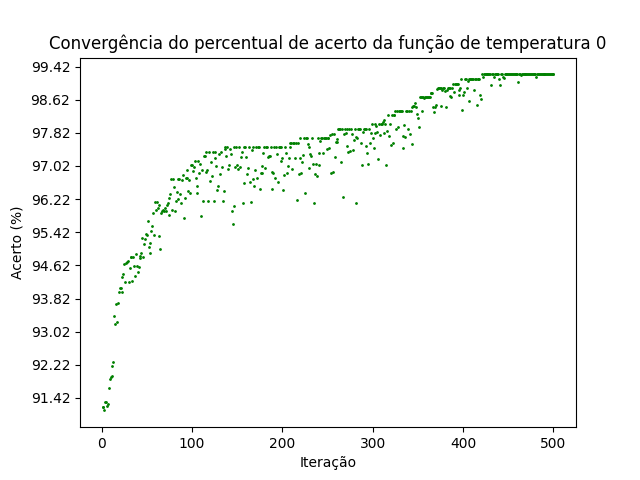 Convergência do percentual de acerto da função de temperatura 0
99.42
98.62
97.82
97.02
96.22
95.42
94.62
93.82
93.02
92.22
91.42
Acerto (%)
0 100 200 300 400 500
Iteração